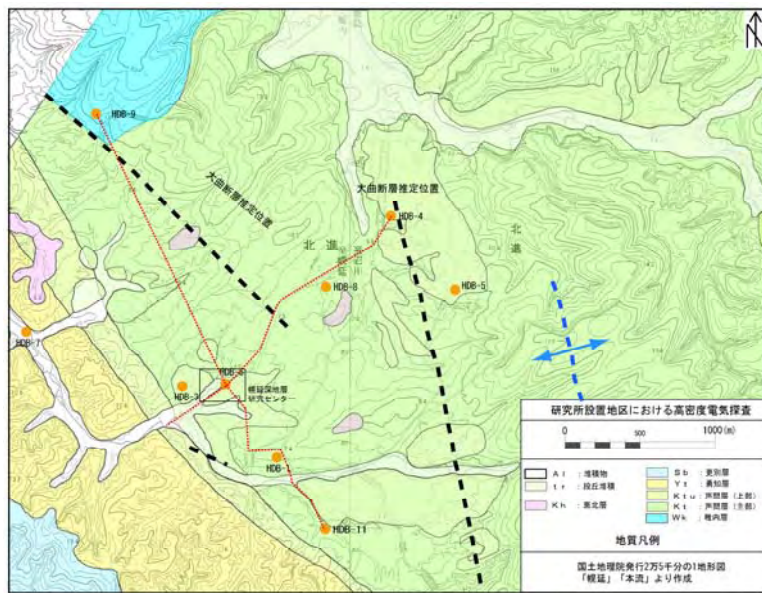 HDB-9
大曲断層推定位置
大曲断層推定位置
HDB-4
北進
北進
HDB-8
HDB-5
HDB-7
HDB-6
HDB-3
幌延深地層
研究センター
HDB-11
研究所設置地区における高密度電気探査
0 500 1000(m)
Al :堆積物
tr :段丘堆積
Kh :恵北層
Sb :更別層
Yt :勇知層
Ktu :声問層(上部)
Kt :声問層(主部)
Wk :稚内層
地質凡例
国土地理院発行2万5千分の1地形図
「幌延」「本流」より作成